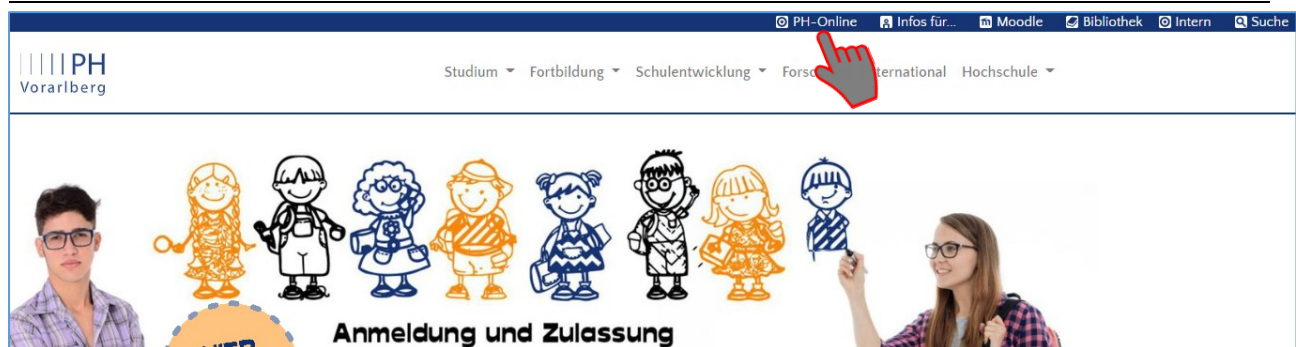 PH-Online Infos für... Moodle Bibliothek Intern Suche
PH
Vorarlberg
Studium Fortbildung Schulentwicklung Hochschule
Anmeldung und Zulassung